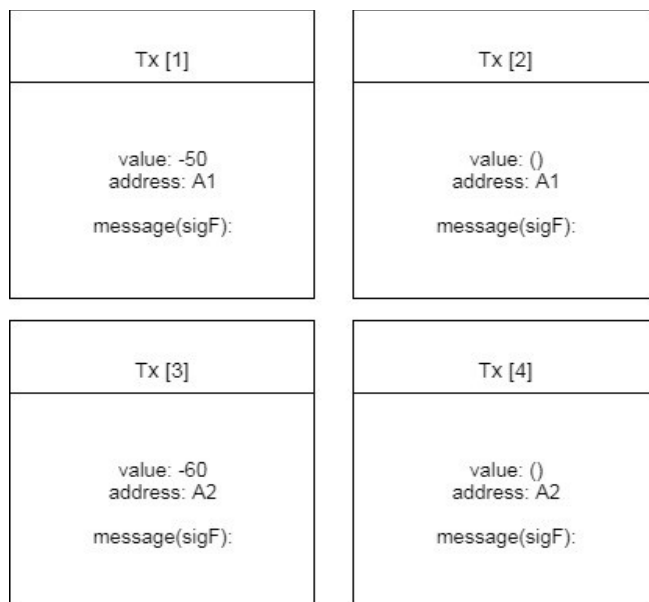 Tx [1]
value: -50
address: A1
message(sigF):
Tx [2]
value: ()
address: A1
message(sigF):
Tx [3]
value: -60
address: A2
message(sigF):
Tx [4]
value: ()
address: A2
message(sigF):